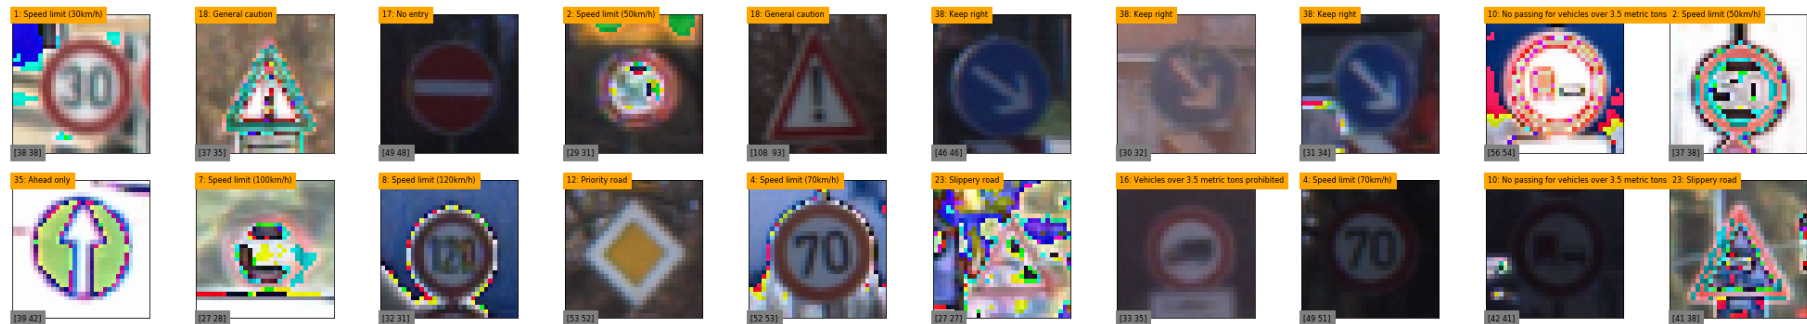 1: Speed limit (30km/h)
18: General caution
17: No entry
2: Speed limit (50km/h)
18: General caution
38: Keep right
38: Keep right
38: Keep right
10: No passing for vehicles over 3.5 metric tons
2: Speed limit (50km/h)
30
[38 38]
[37 35]
[49 48]
[29 31]
[108 93]
[46 46]
[30 32]
[31 34]
[56 54]
[37 38]
35: Ahead only
7: Speed limit (100km/h)
8: Speed limit (120km/h)
12: Priority road
4: Speed limit (70km/h)
23: Slippery road
16: Vehicles over 3.5 metric tons prohibited
4: Speed limit (70km/h)
10: No passing for vehicles over 3.5 metric tons
23: Slippery road
120
70
70
[39 42]
[27 28]
[32 31]
[53 52]
[52 53]
[27 27]
[33 35]
[49 51]
[42 41]
[41 38]